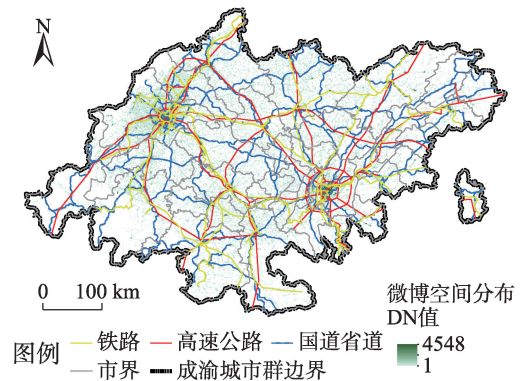 N
0 100 km
微博空间分布
DN值
4548
1
图例
铁路 高速公路 国道省道
市界 成渝城市群边界